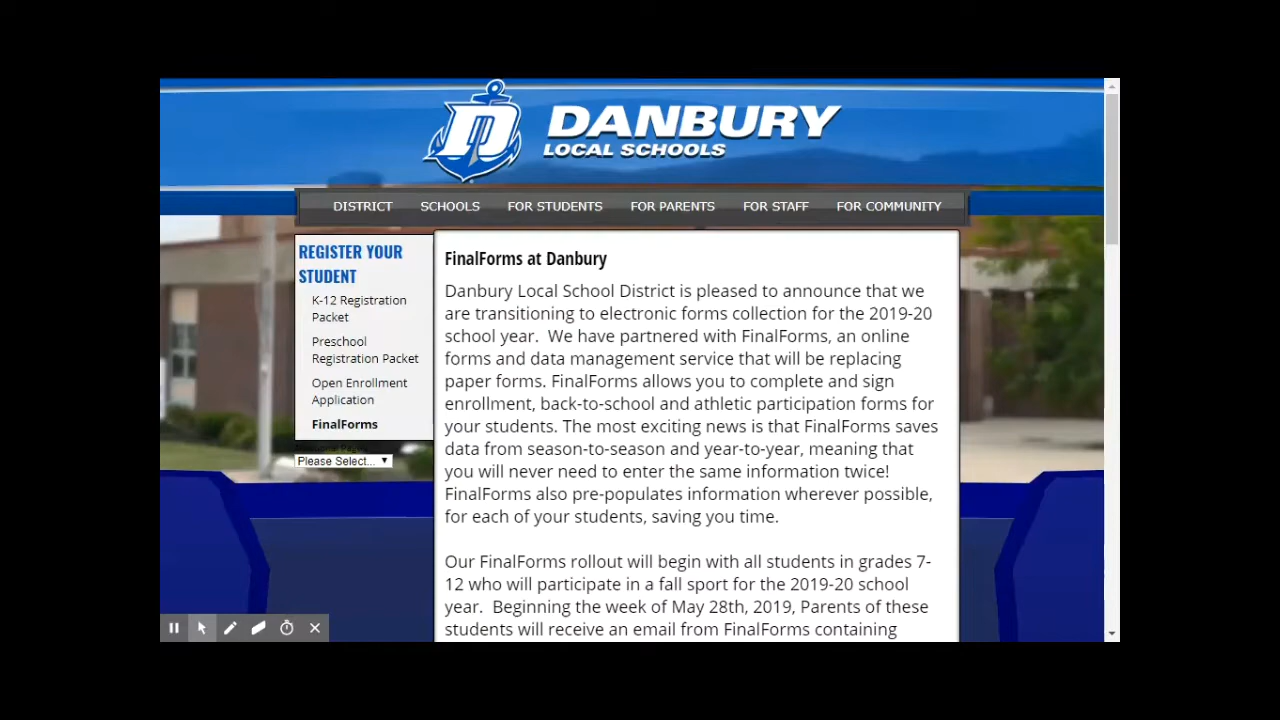 D
DANBURY
LOCAL SCHOOLS
DISTRICT SCHOOLS FOR STUDENTS FOR PARENTS FOR STAFF FOR COMMUNITY
REGISTER YOUR
STUDENT
K-12 Registration
Packet
Preschool
Registration Packet
Open Enrollment
Application
FinalForms
Please Select...
FinalForms at Danbury
Danbury Local School District is pleased to announce that we
are transitioning to electronic forms collection for the 2019-20
school year.  We have partnered with FinalForms, an online
forms and data management service that will be replacing
paper forms. FinalForms allows you to complete and sign
enrollment, back-to-school and athletic participation forms for
your students. The most exciting news is that FinalForms saves
data from season-to-season and year-to-year, meaning that
you will never need to enter the same information twice!
FinalForms also pre-populates information wherever possible,
for each of your students, saving you time.
Our FinalForms rollout will begin with all students in grades 7-
12 who will participate in a fall sport for the 2019-20 school
year.  Beginning the week of May 28th, 2019, Parents of these
students will receive an email from FinalForms containing